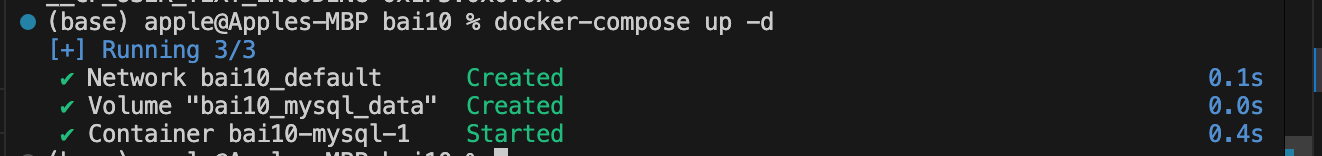 (base) apple@Apples-MBP bai10 % docker-compose up -d
[+] Running 3/3
✔ Network bai10_default Created 0.1s
✔ Volume "bai10_mysql_data" Created 0.0s
✔ Container bai10-mysql-1 Started 0.4s